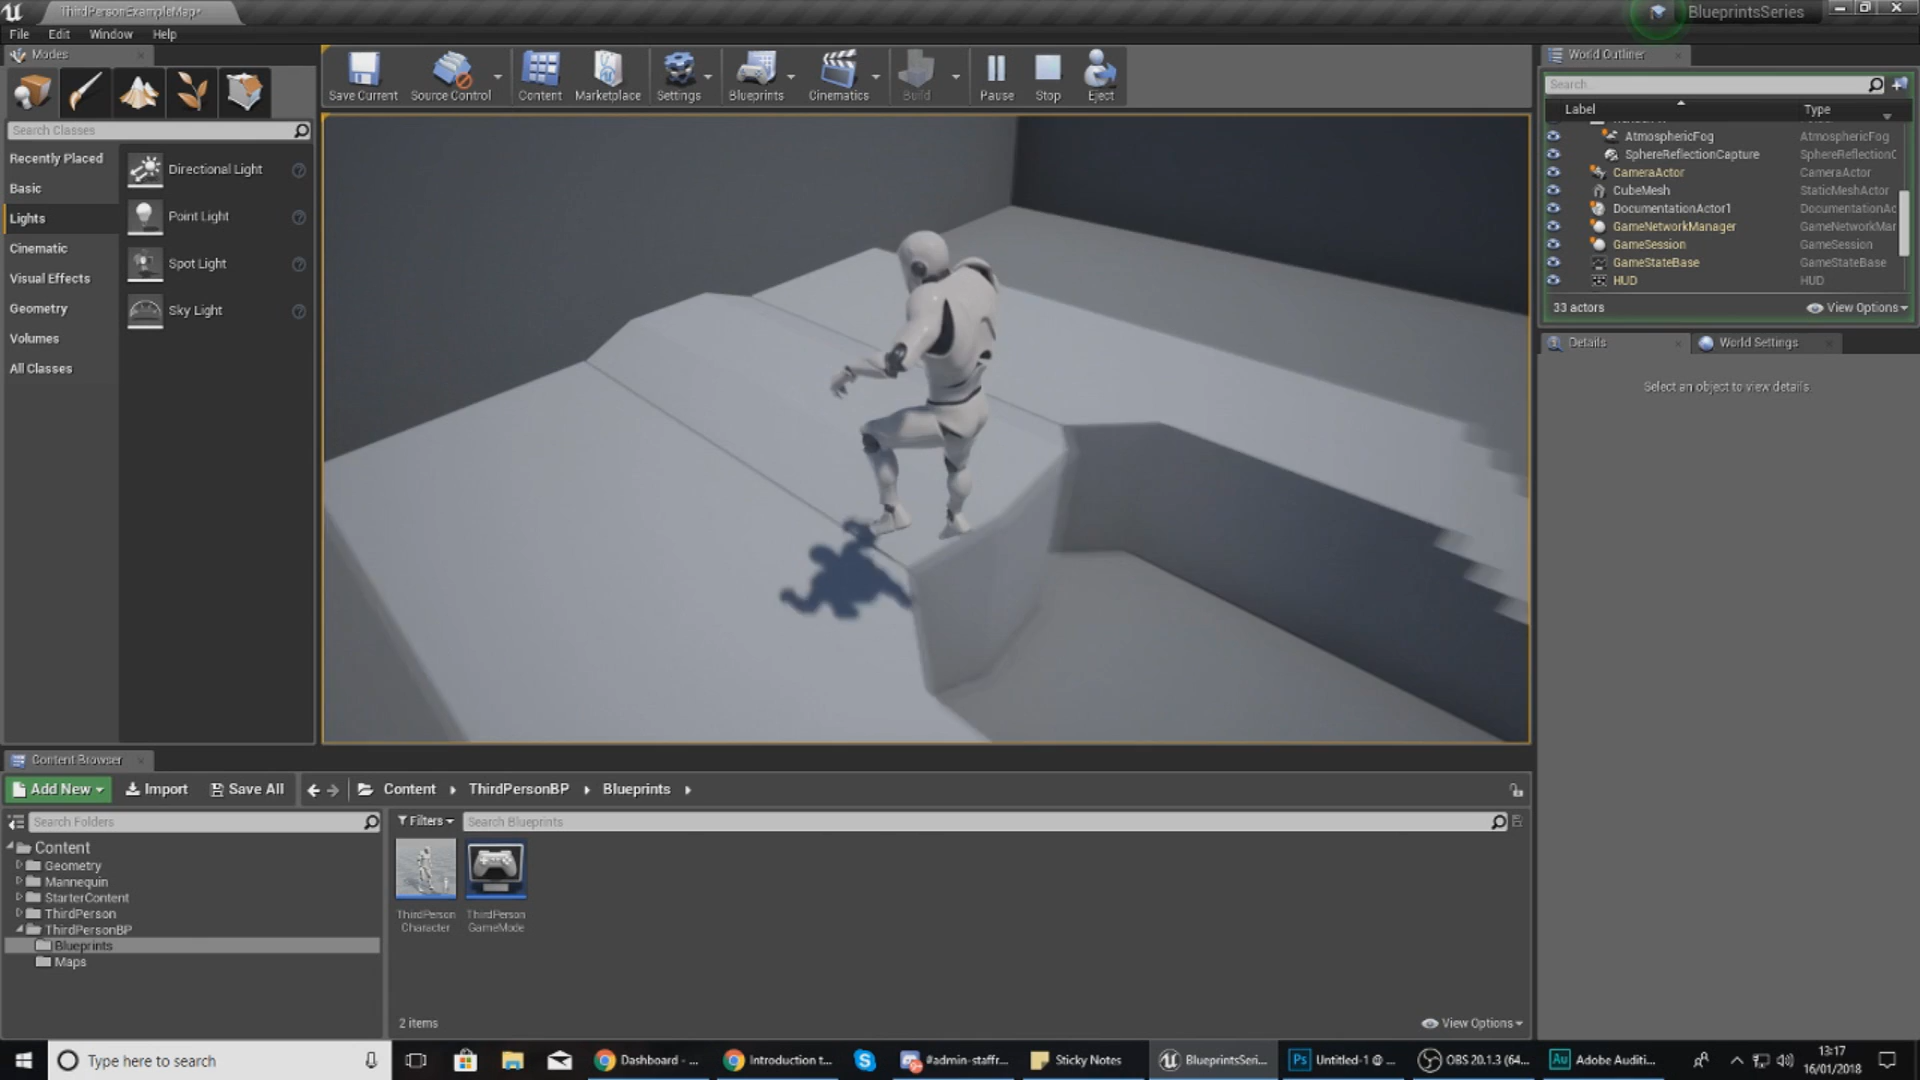 ThirdPersonExampleMap*
BlueprintsSeries
File Edit Window Help
Modes
Search Classes
Recently Placed
Basic
Lights
Cinematic
Visual Effects
Geometry
Volumes
All Classes
Directional Light
Point Light
Spot Light
Sky Light
Save Current Source Control Content Marketplace Settings Blueprints Cinematics Build Pause Stop Eject
World Outliner
Search
Label Type
AtmosphericFog AtmosphericFog
SphereReflectionCapture SphereReflectionC
CameraActor CameraActor
CubeMesh StaticMeshActor
DocumentationActor1 DocumentationAc
GameNetworkManager GameNetworkMar
GameSession GameSession
GameStateBase GameStateBase
HUD HUD
33 actors View Options
Details World Settings
Select an object to view details
Content Browser
Add New Import Save All Content ThirdPersonBP Blueprints
Search Folders
Filters Search Blueprints
Content
Geometry
Mannequin
StarterContent
ThirdPerson
ThirdPersonBP
Blueprints
Maps
ThirdPerson
Character
ThirdPerson
GameMode
2 items View Options
Type here to search Dashboard - ... Introduction t... #admin-staffr... Sticky Notes BlueprintsSeri... Untitled-1 @ ... OBS 20.1.3 (64... Adobe Auditi...
Ps
Au
13:17
16/01/2018